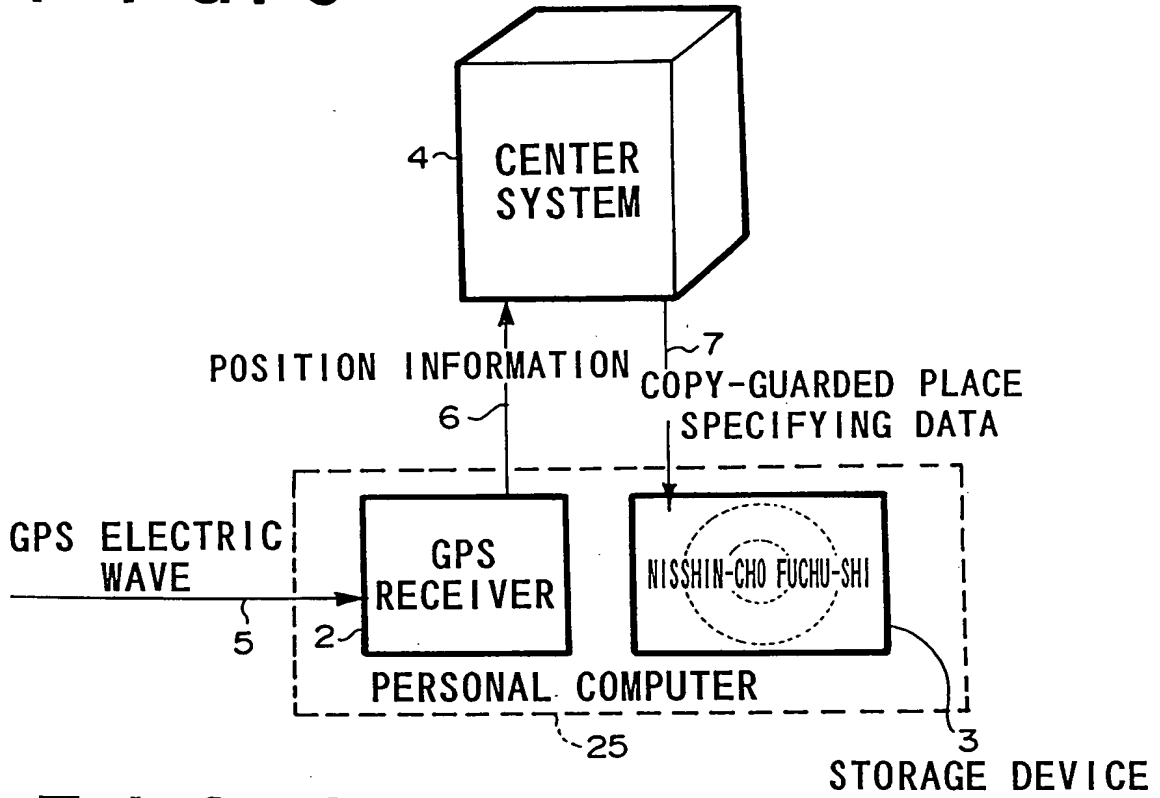 4
CENTER
SYSTEM
7
POSITION INFORMATION
COPY-GUARDED PLACE
SPECIFYING DATA
6
GPS ELECTRIC
WAVE
5
2
GPS
RECEIVER
NISSHIN-CHO FUCHU-SHI
PERSONAL COMPUTER
25
3
STORAGE DEVICE